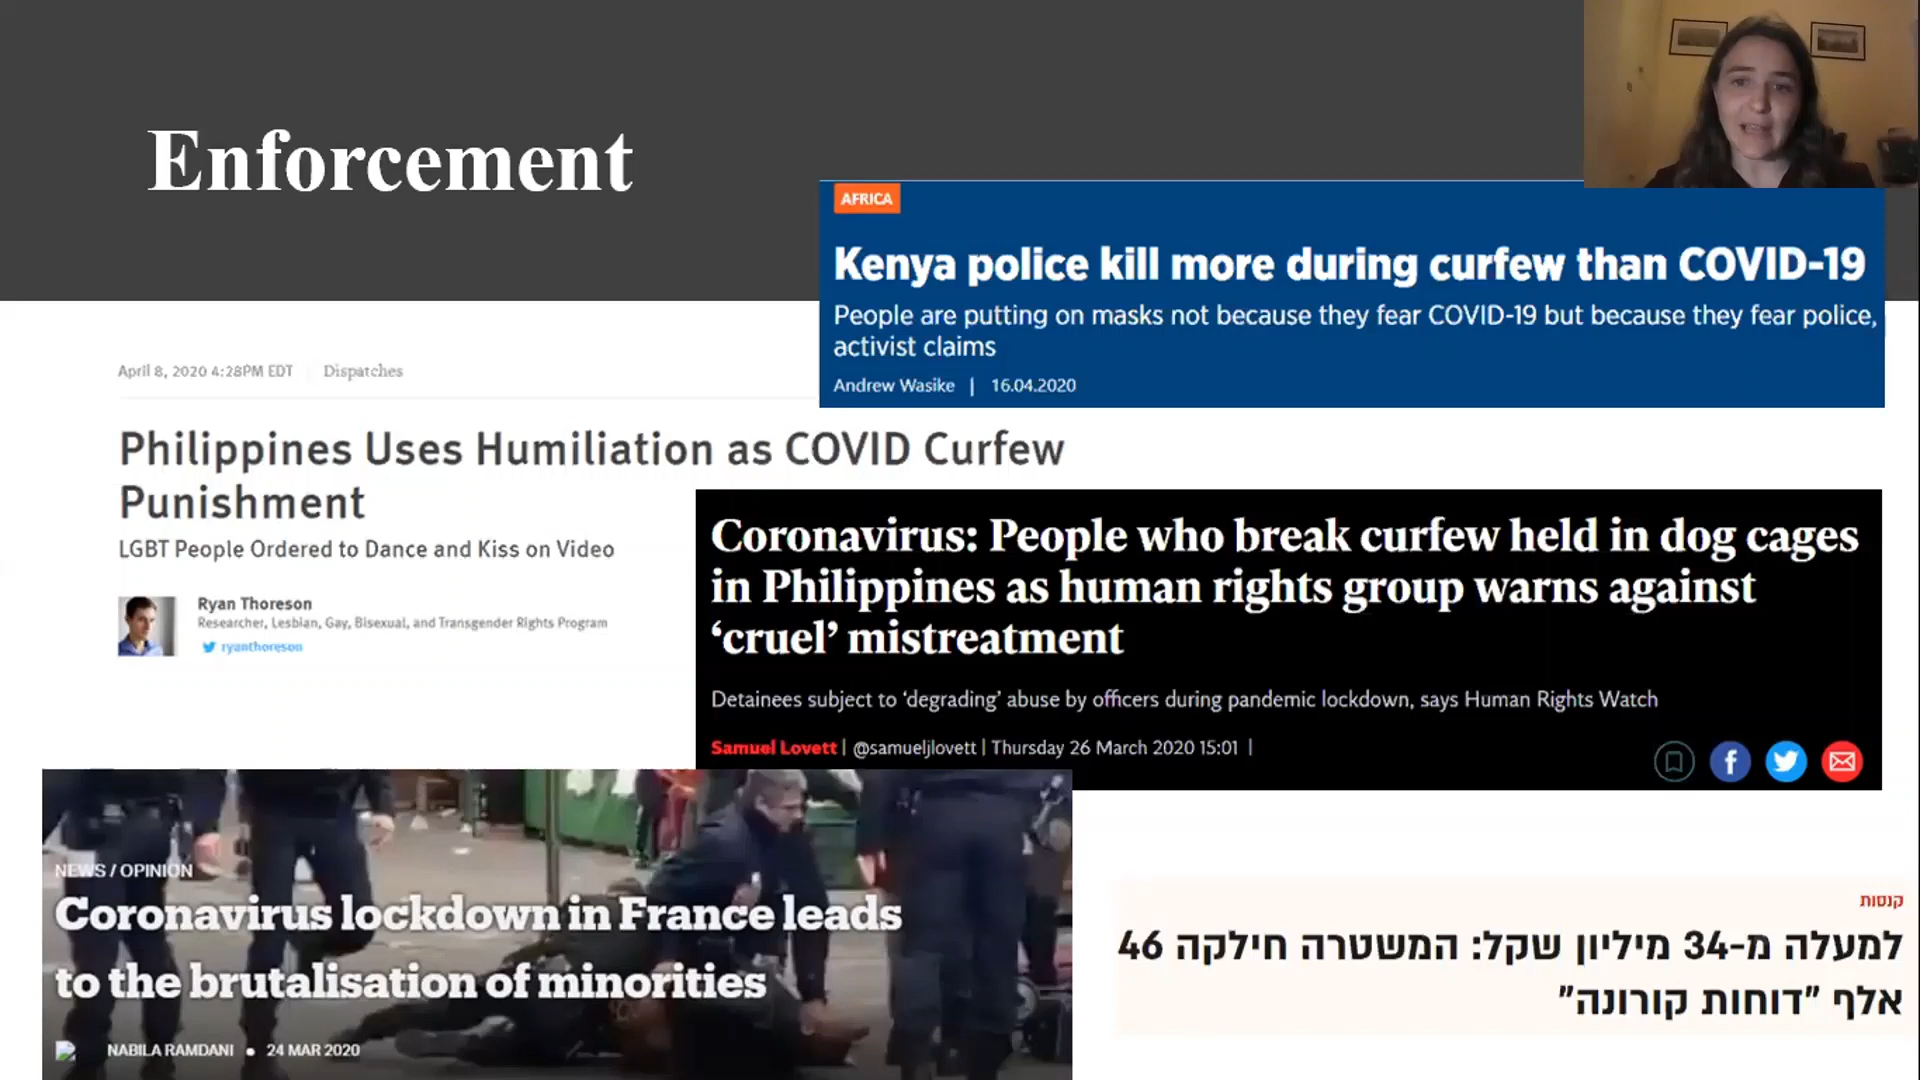 Enforcement
AFRICA
Kenya police kill more during curfew than COVID-19
People are putting on masks not because they fear COVID-19 but because they fear police,
activist claims
Andrew Wasike | 16.04.2020
April 8, 2020 4:28PM EDT | Dispatches
Philippines Uses Humiliation as COVID Curfew
Punishment
LGBT People Ordered to Dance and Kiss on Video
Ryan Thoreson
Researcher, Lesbian, Gay, Bisexual, and Transgender Rights Program
ryanthoreson
Coronavirus: People who break curfew held in dog cages
in Philippines as human rights group warns against
‘cruel’ mistreatment
Detainees subject to ‘degrading’ abuse by officers during pandemic lockdown, says Human Rights Watch
Samuel Lovett | @samueljlovett | Thursday 26 March 2020 15:01 |
NEWS / OPINION
Coronavirus lockdown in France leads
to the brutalisation of minorities
NABILA RAMDANI • 24 MAR 2020
קנסות
למעלה מ-34 מיליון שקל: המשטרה חילקה 46
אלף "דוחות קורונה"